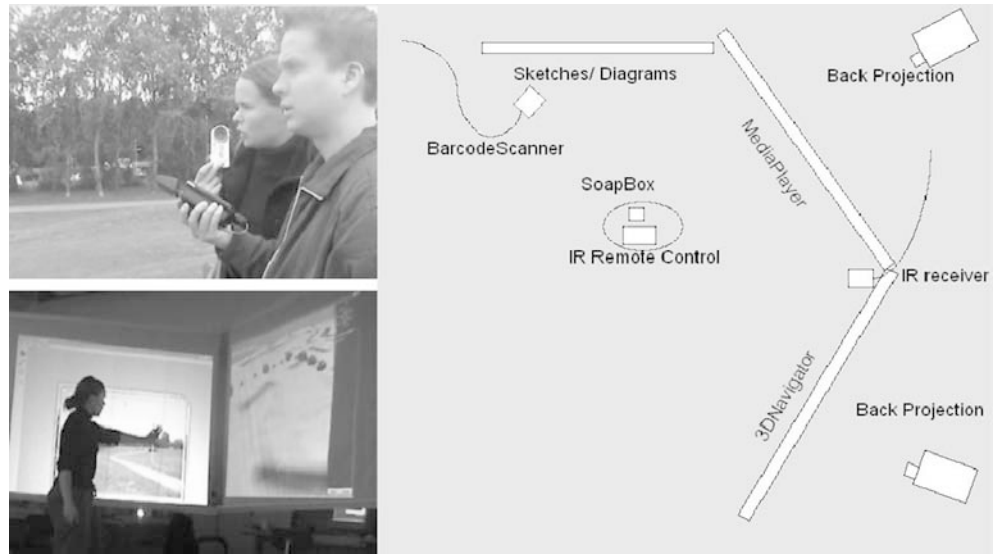 Sketches/ Diagrams
Back Projection
BarcodeScanner
MediaPlayer
SoapBox
IR Remote Control
IR receiver
3DNavigator
Back Projection